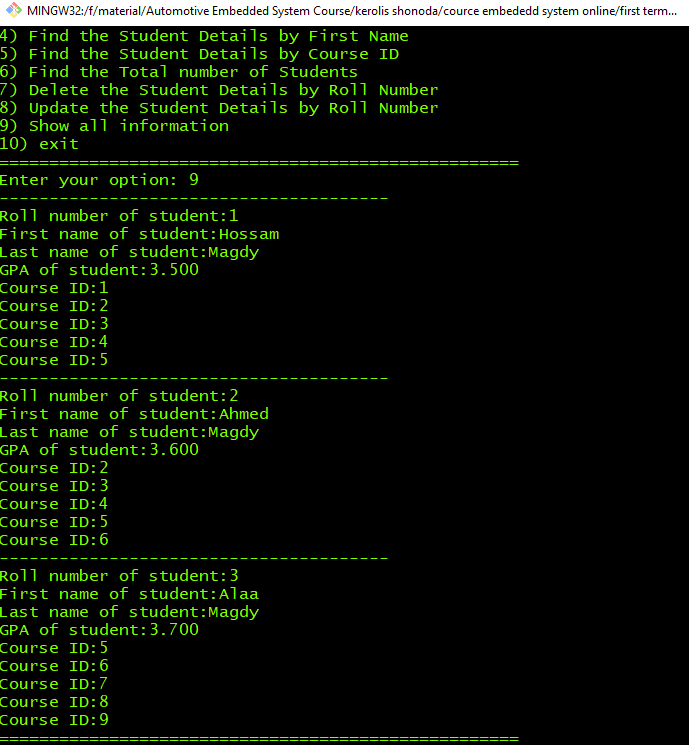 MINGW32:/f/material/Automotive Embedded System Course/kerolis shonoda/cource embededd system online/first term...
4) Find the Student Details by First Name
5) Find the Student Details by Course ID
6) Find the Total number of Students
7) Delete the Student Details by Roll Number
8) Update the Student Details by Roll Number
9) Show all information
10) exit
====================================================
Enter your option: 9
---------------------------------------
Roll number of student:1
First name of student:Hossam
Last name of student:Magdy
GPA of student:3.500
Course ID:1
Course ID:2
Course ID:3
Course ID:4
Course ID:5
---------------------------------------
Roll number of student:2
First name of student:Ahmed
Last name of student:Magdy
GPA of student:3.600
Course ID:2
Course ID:3
Course ID:4
Course ID:5
Course ID:6
---------------------------------------
Roll number of student:3
First name of student:Alaa
Last name of student:Magdy
GPA of student:3.700
Course ID:5
Course ID:6
Course ID:7
Course ID:8
Course ID:9
====================================================